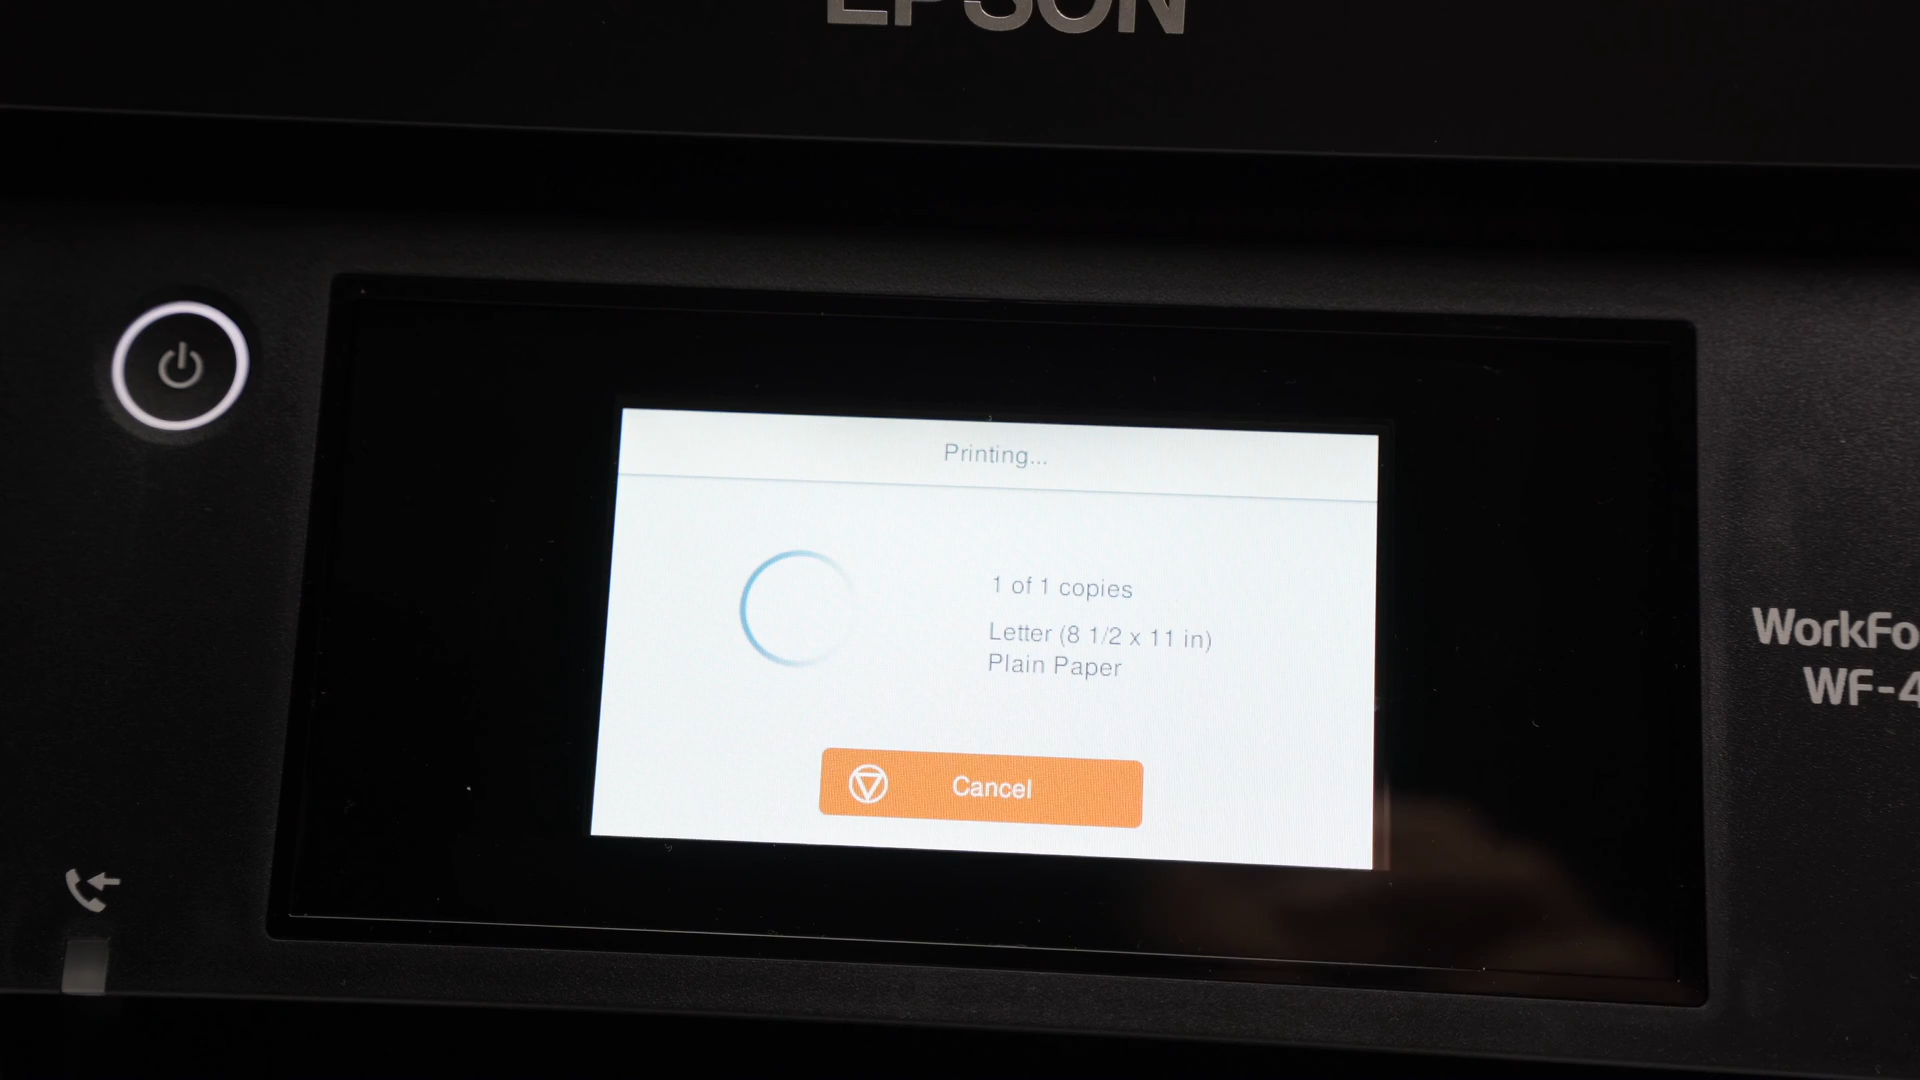 EPSON
Printing...
1 of 1 copies
Letter (8 1/2 x 11 in)
Plain Paper
Cancel
WorkFo
WF-4